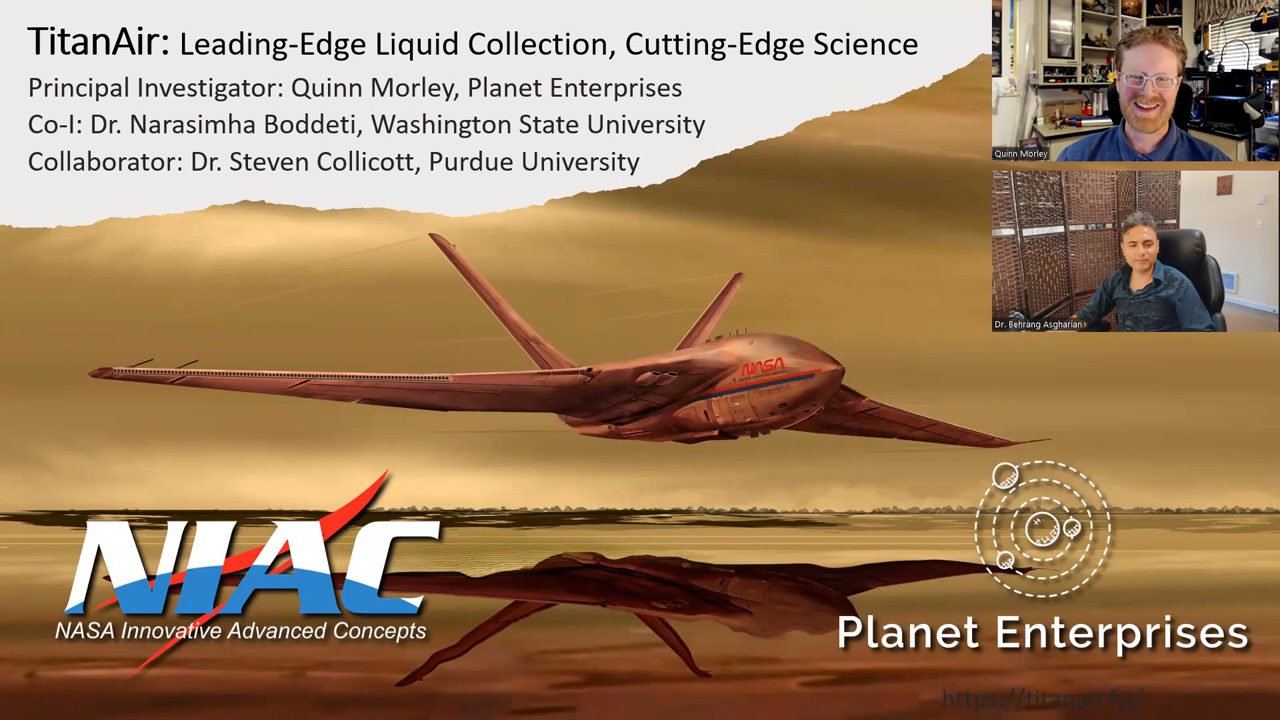 TitanAir: Leading-Edge Liquid Collection, Cutting-Edge Science
Principal Investigator: Quinn Morley, Planet Enterprises
Co-I: Dr. Narasimha Boddeti, Washington State University
Collaborator: Dr. Steven Collicott, Purdue University
Quinn Morley
Dr. Behrang Asgharian
NASA
NIAC
NASA Innovative Advanced Concepts
Planet Enterprises